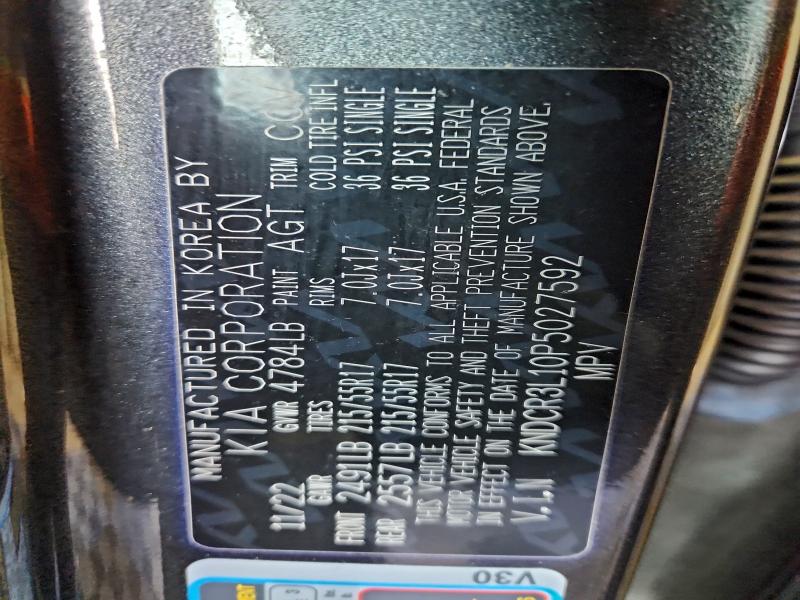 MANUFACTURED IN KOREA BY
KIA CORPORATION
11/22 GVWR 4784LB PAINT AGT TRIM
GAWR TIRES RIMS COLD TIRE INFL
FRONT 2491LB 215/55R17 7.0Jx17 36 PSI SINGLE
REAR 2557LB 215/55R17 7.0Jx17 36 PSI SINGLE
THIS VEHICLE CONFORMS TO ALL APPLICABLE U.S.A. FEDERAL
MOTOR VEHICLE SAFETY AND THEFT PREVENTION STANDARDS
IN EFFECT ON THE DATE OF MANUFACTURE SHOWN ABOVE.
V.I.N KNDCR3L10P5027592
MPV
V30